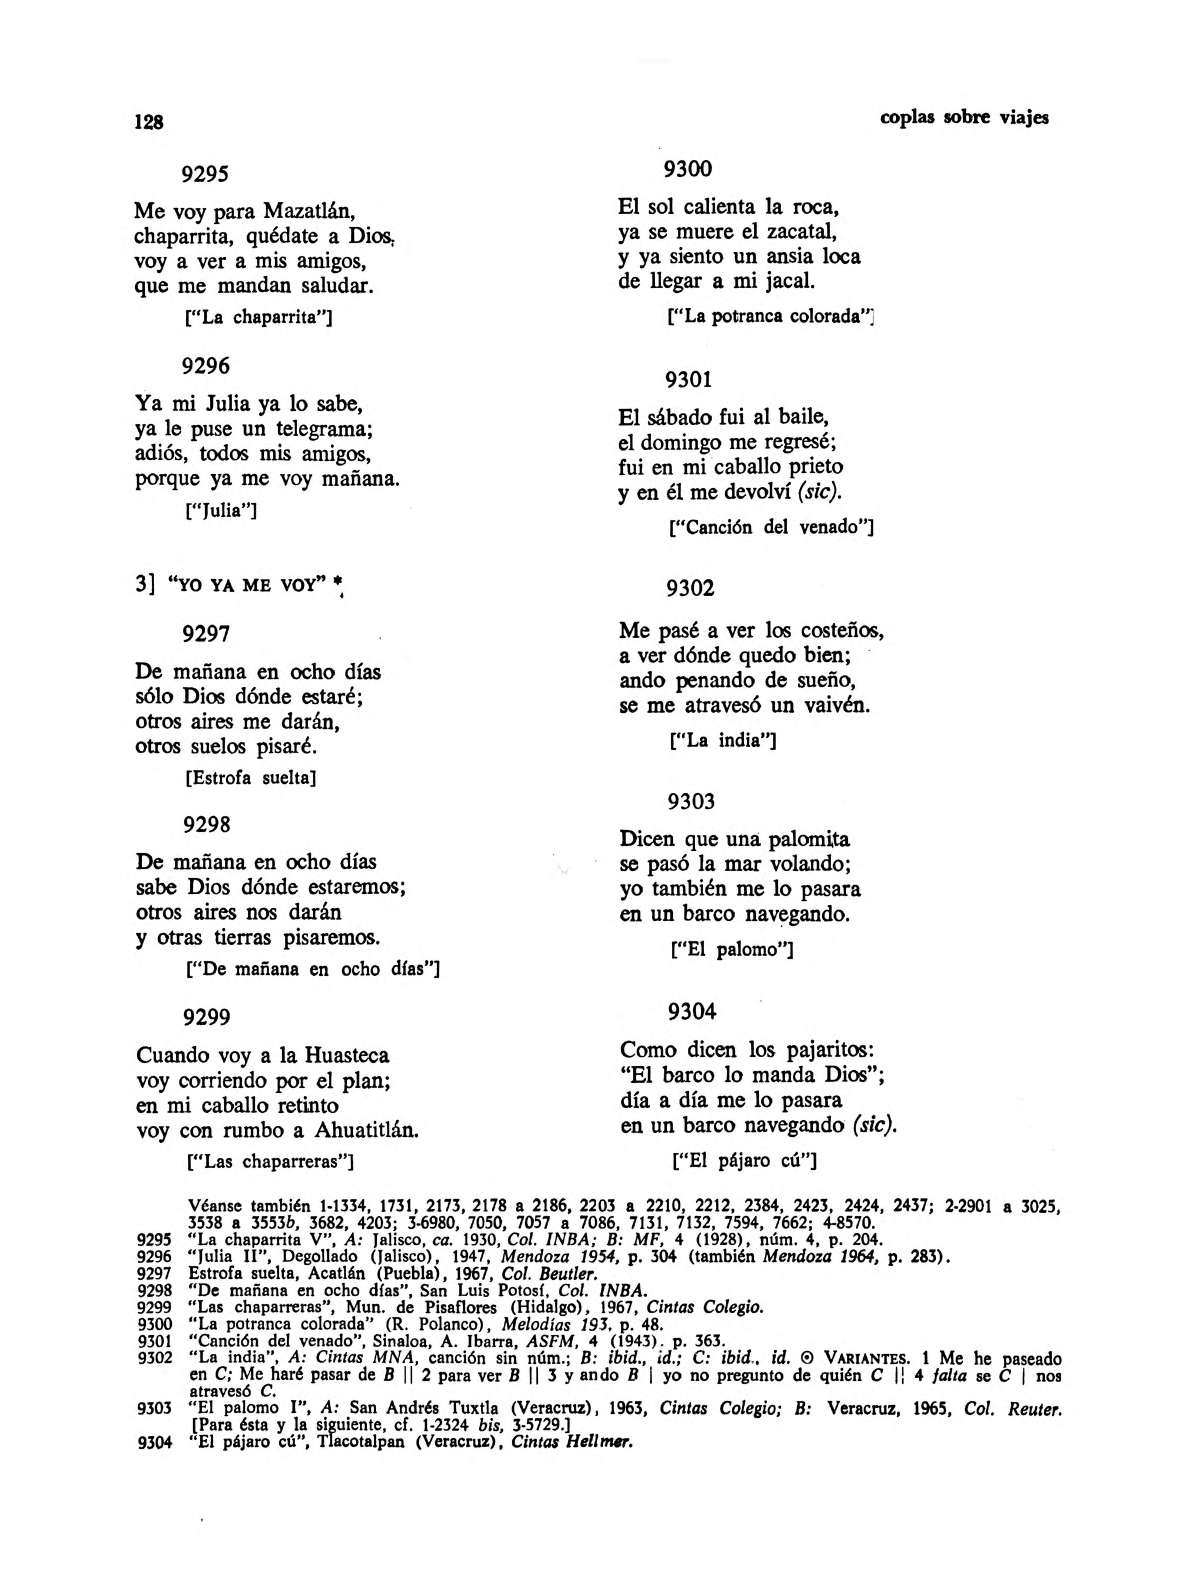 128
coplas sobre viajes
9295
Me voy para Mazatlán,
chaparrita, quédate a Dios,
voy a ver a mis amigos,
que me mandan saludar.
["La chaparrita"]
9296
Ya mi Julia ya lo sabe,
ya le puse un telegrama;
adiós, todos mis amigos,
porque ya me voy mañana.
["Julia"]
3] "YO YA ME VOY" *
9297
De mañana en ocho días
sólo Dios dónde estaré;
otros aires me darán,
otros suelos pisaré.
[Estrofa suelta]
9298
De mañana en ocho días
sabe Dios dónde estaremos;
otros aires nos darán
y otras tierras pisaremos.
["De mañana en ocho días"]
9299
Cuando voy a la Huasteca
voy corriendo por el plan;
en mi caballo retinto
voy con rumbo a Ahuatitlán.
["Las chaparreras"]
9300
El sol calienta la roca,
ya se muere el zacatal,
y ya siento un ansia loca
de llegar a mi jacal.
["La potranca colorada"]
9301
El sábado fui al baile,
el domingo me regresé;
fui en mi caballo prieto
y en él me devolví (sic).
["Canción del venado"]
9302
Me pasé a ver los costeños,
a ver dónde quedo bien;
ando penando de sueño,
se me atravesó un vaivén.
["La india"]
9303
Dicen que una palomita
se pasó la mar volando;
yo también me lo pasara
en un barco navegando.
["El palomo"]
9304
Como dicen los pajaritos:
"El barco lo manda Dios";
día a día me lo pasara
en un barco navegando (sic).
["El pájaro cú"]
Véanse también 1-1334, 1731, 2173, 2178 a 2186, 2203 a 2210, 2212, 2384, 2423, 2424, 2437; 2-2901 a 3025,
3538 a 3553b, 3682, 4203; 3-6980, 7050, 7057 a 7086, 7131, 7132, 7594, 7662; 4-8570.
9295 "La chaparrita V", A: Jalisco, ca. 1930, Col. INBA; B: MF, 4 (1928), núm. 4, p. 204.
9296 "Julia II", Degollado (Jalisco), 1947, Mendoza 1954, p. 304 (también Mendoza 1964, p. 283).
9297 Estrofa suelta, Acatlán (Puebla), 1967, Col. Beutler.
9298 "De mañana en ocho días", San Luis Potosí, Col. INBA.
9299 "Las chaparreras", Mun. de Pisaflores (Hidalgo), 1967, Cintas Colegio.
9300 "La potranca colorada" (R. Polanco), Melodías 193, p. 48.
9301 "Canción del venado", Sinaloa, A. Ibarra, ASFM, 4 (1943). p. 363.
9302 "La india", A: Cintas MNA, canción sin núm.; B: ibid., id.; C: ibid., id. ⊙ VARIANTES. 1 Me he paseado
en C; Me haré pasar de B || 2 para ver B || 3 y ando B | yo no pregunto de quién C || 4 falta se C | nos
atravesó C.
9303 "El palomo I", A: San Andrés Tuxtla (Veracruz), 1963, Cintas Colegio; B: Veracruz, 1965, Col. Reuter.
[Para ésta y la siguiente, cf. 1-2324 bis, 3-5729.]
9304 "El pájaro cú", Tlacotalpan (Veracruz), Cintas Hellmer.